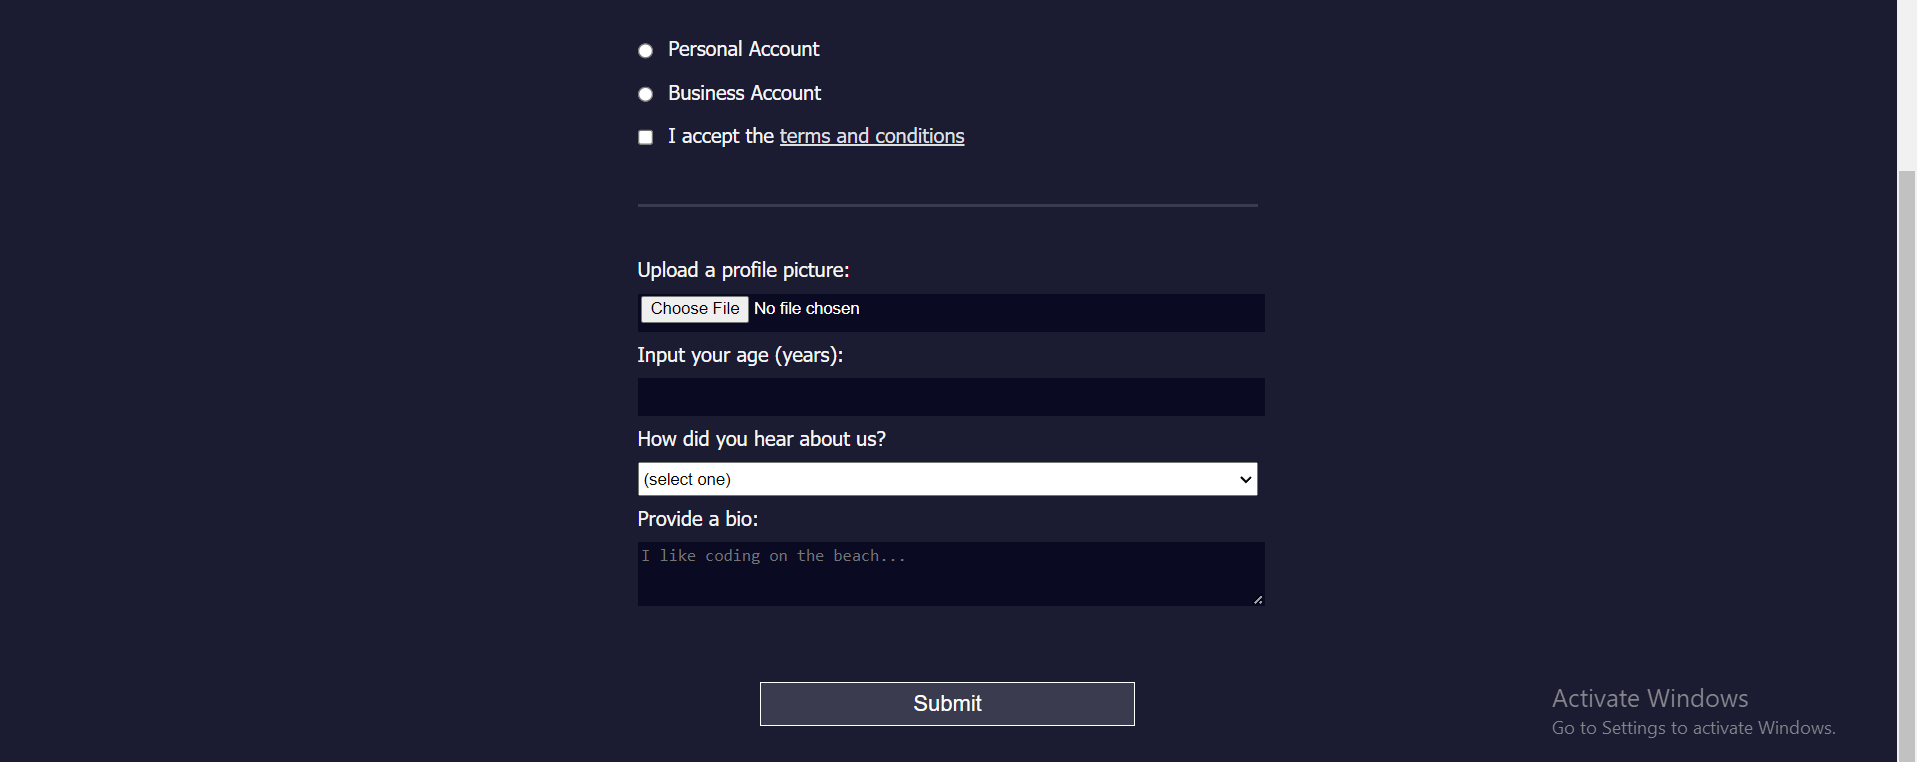 Personal Account
Business Account
I accept the terms and conditions
Upload a profile picture:
Choose File No file chosen
Input your age (years):
How did you hear about us?
(select one)
Provide a bio:
I like coding on the beach...
Submit
Activate Windows
Go to Settings to activate Windows.